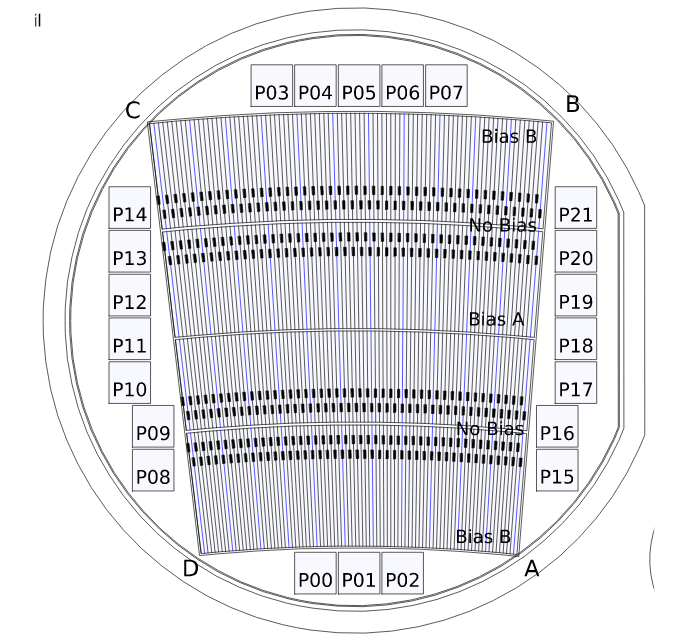 il
P03 P04 P05 P06 P07
C
B
Bias B
P14
P21
No Bias
P13
P20
P12
P19
Bias A
P11
P18
P10
P17
P09
No Bias
P16
P08
P15
Bias B
D
P00 P01 P02
A